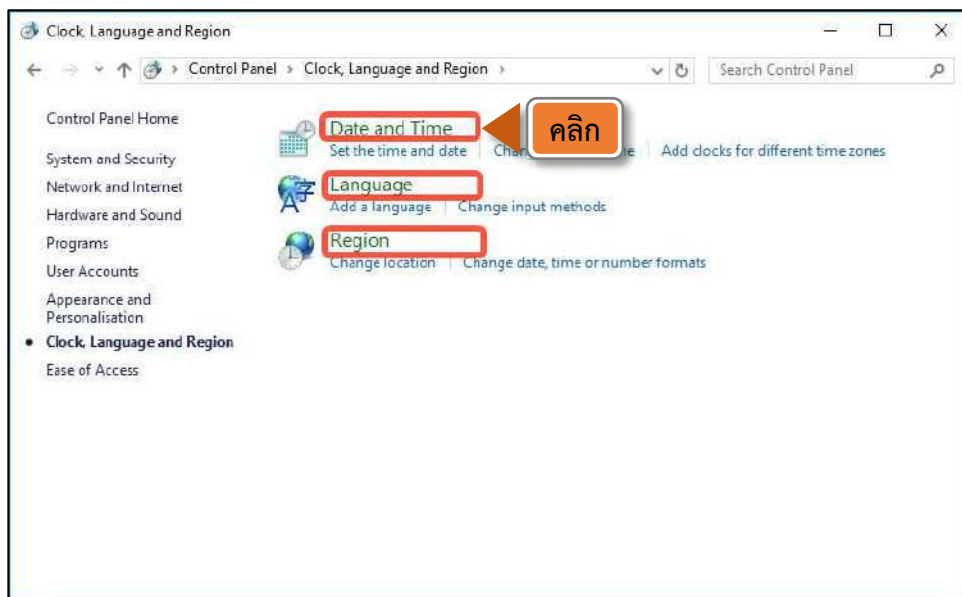 Clock, Language and Region
Control Panel > Clock, Language and Region >
Search Control Panel
Control Panel Home
System and Security
Network and Internet
Hardware and Sound
Programs
User Accounts
Appearance and
Personalisation
Clock, Language and Region
Ease of Access
Date and Time
คลิก
Set the time and date
Add clocks for different time zones
Language
Add a language
Change input methods
Region
Change location
Change date, time or number formats